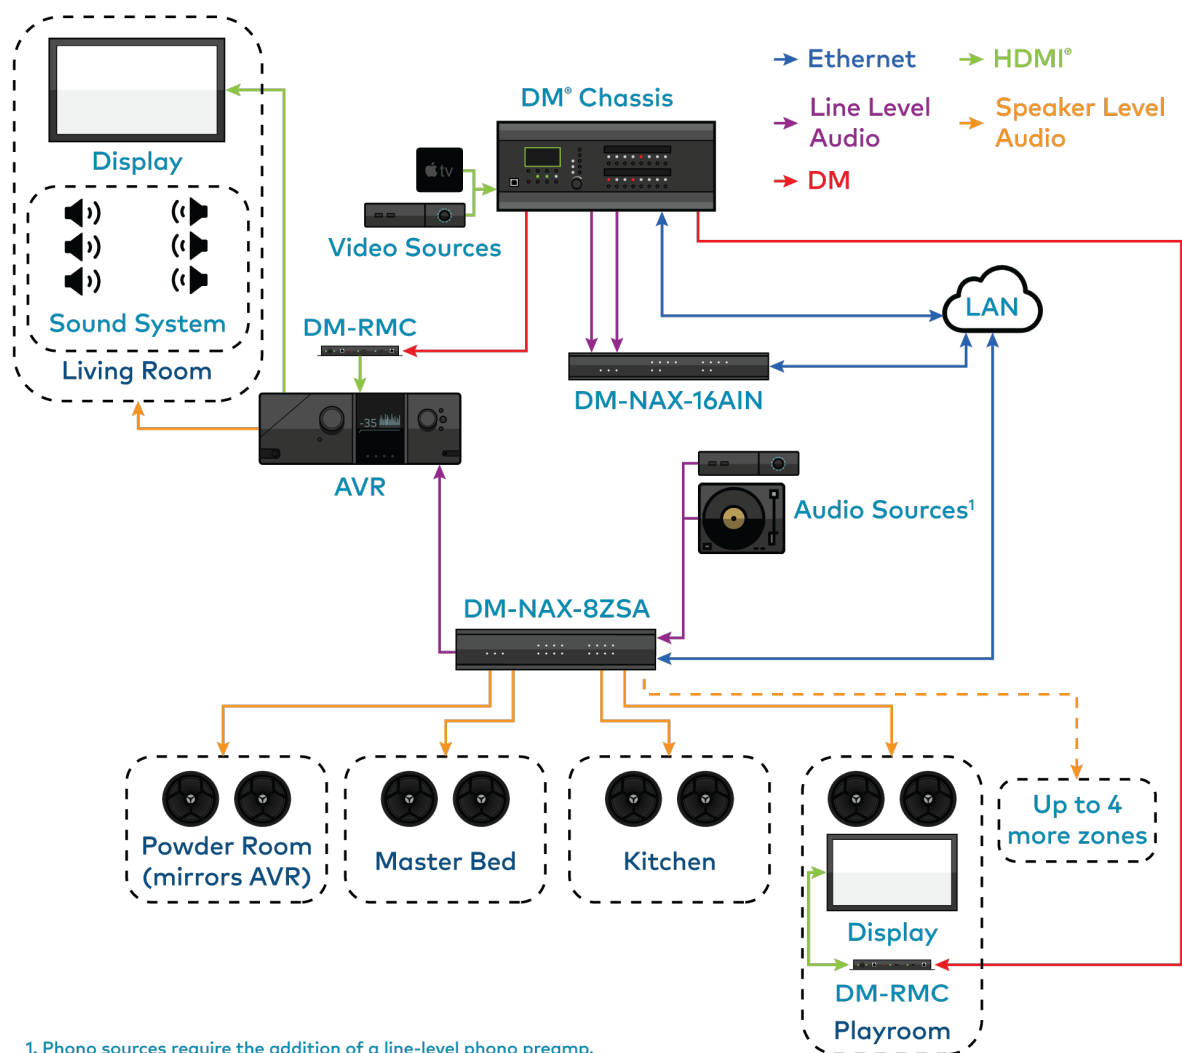 Ethernet
HDMI®
Line Level
Audio
Speaker Level
Audio
DM
DM® Chassis
tv
Video Sources
Display
Sound System
Living Room
DM-RMC
LAN
DM-NAX-16AIN
-35
AVR
Audio Sources¹
DM-NAX-8ZSA
Powder Room
(mirrors AVR)
Master Bed
Kitchen
Display
DM-RMC
Playroom
Up to 4
more zones
1. Phono sources require the addition of a line-level phono preamp.